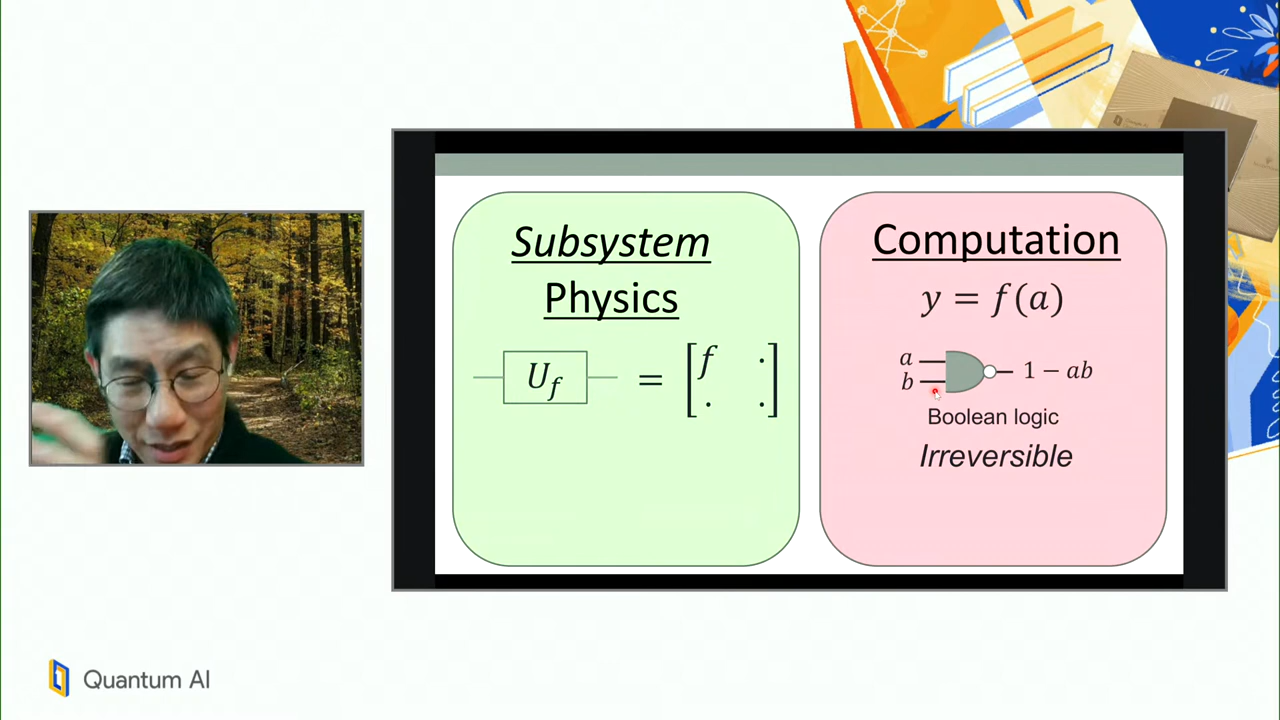 Subsystem
Physics
U_f = [f · · ·]
Computation
y = f(a)
a
b
1 − ab
Boolean logic
Irreversible
Quantum AI